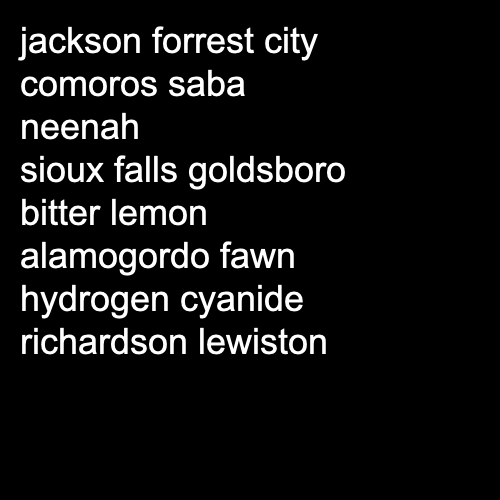 jackson forrest city
comoros saba
neenah
sioux falls goldsboro
bitter lemon
alamogordo fawn
hydrogen cyanide
richardson lewiston